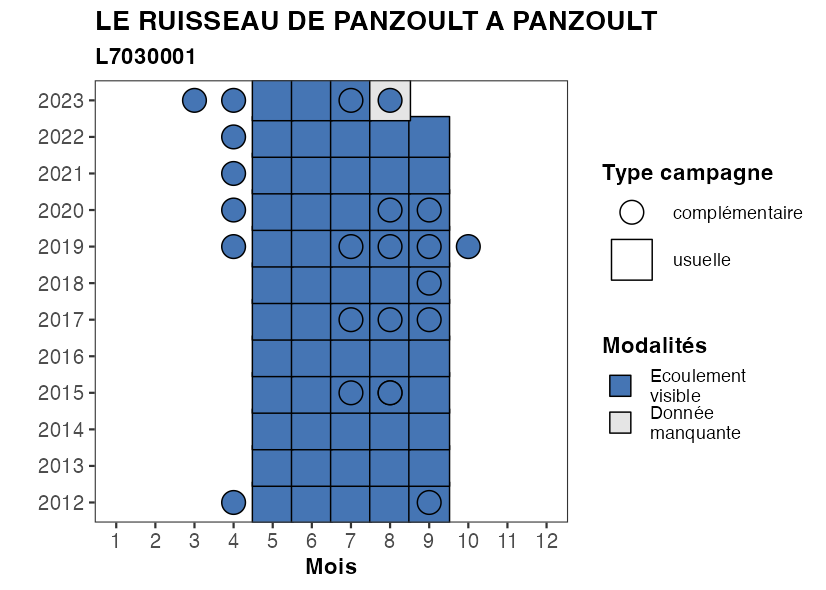 LE RUISSEAU DE PANZOULT A PANZOULT
L7030001
2023
2022
2021
2020
2019
2018
2017
2016
2015
2014
2013
2012
1 2 3 4 5 6 7 8 9 10 11 12
Mois
Type campagne
complémentaire
usuelle
Modalités
Ecoulement
visible
Donnée
manquante